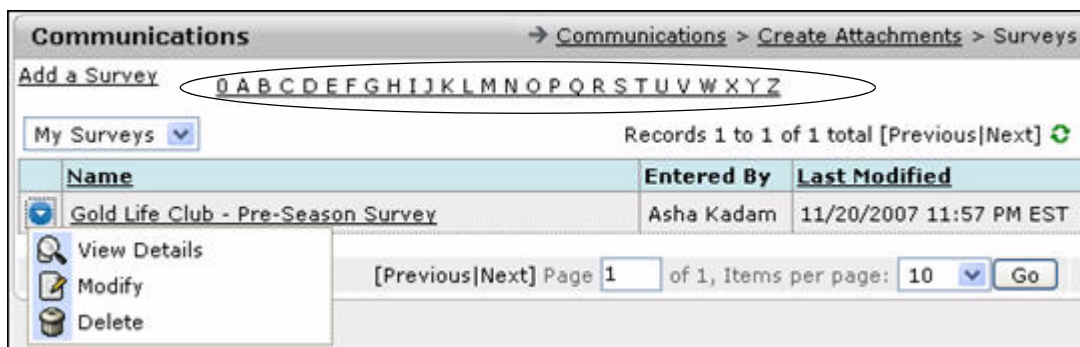 Communications → Communications > Create Attachments > Surveys
Add a Survey 0 A B C D E F G H I J K L M N O P Q R S T U V W X Y Z
My Surveys Records 1 to 1 of 1 total [Previous|Next]
Name Entered By Last Modified
Gold Life Club - Pre-Season Survey Asha Kadam 11/20/2007 11:57 PM EST
View Details
[Previous|Next] Page 1 of 1, Items per page: 10 Go
Modify
Delete